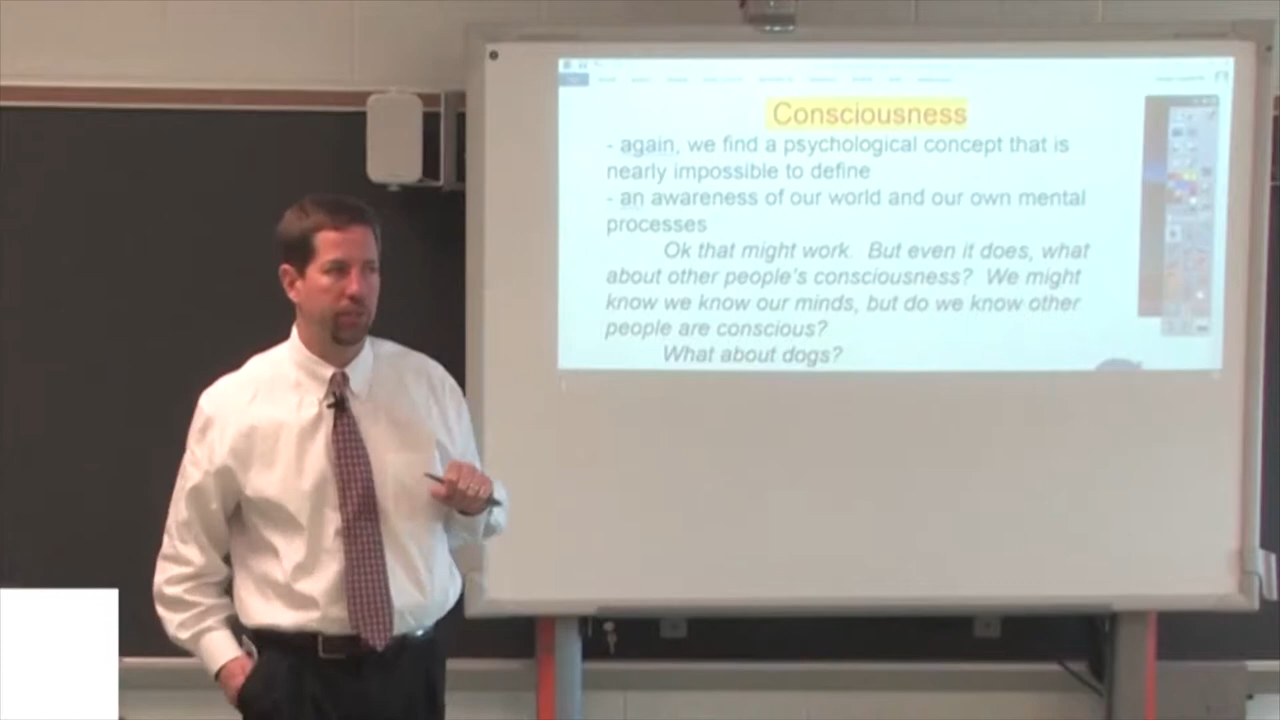 Consciousness
- again, we find a psychological concept that is
nearly impossible to define
- an awareness of our world and our own mental
processes
Ok that might work. But even it does, what
about other people's consciousness? We might
know we know our minds, but do we know other
people are conscious?
What about dogs?